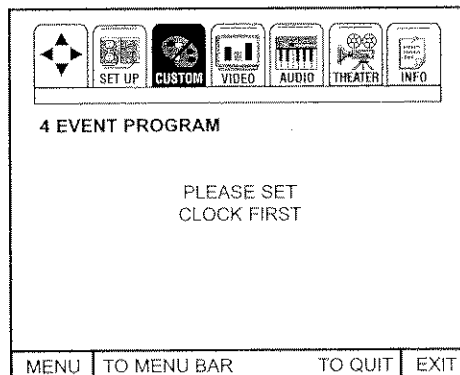 SET UP CUSTOM VIDEO AUDIO THEATER INFO
4 EVENT PROGRAM
PLEASE SET
CLOCK FIRST
MENU TO MENU BAR TO QUIT EXIT